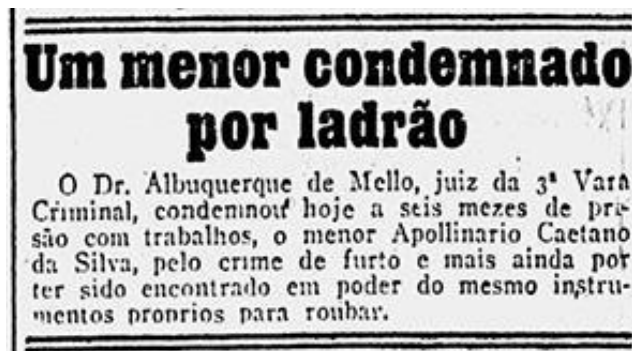 Um menor condemnado
por ladrão
O Dr. Albuquerque de Mello, juiz da 3ª Vara
Criminal, condemnou hoje a seis mezes de pri-
são com trabalhos, o menor Apollinario Caetano
da Silva, pelo crime de furto e mais ainda por
ter sido encontrado em poder do mesmo instru-
mentos proprios para roubar.